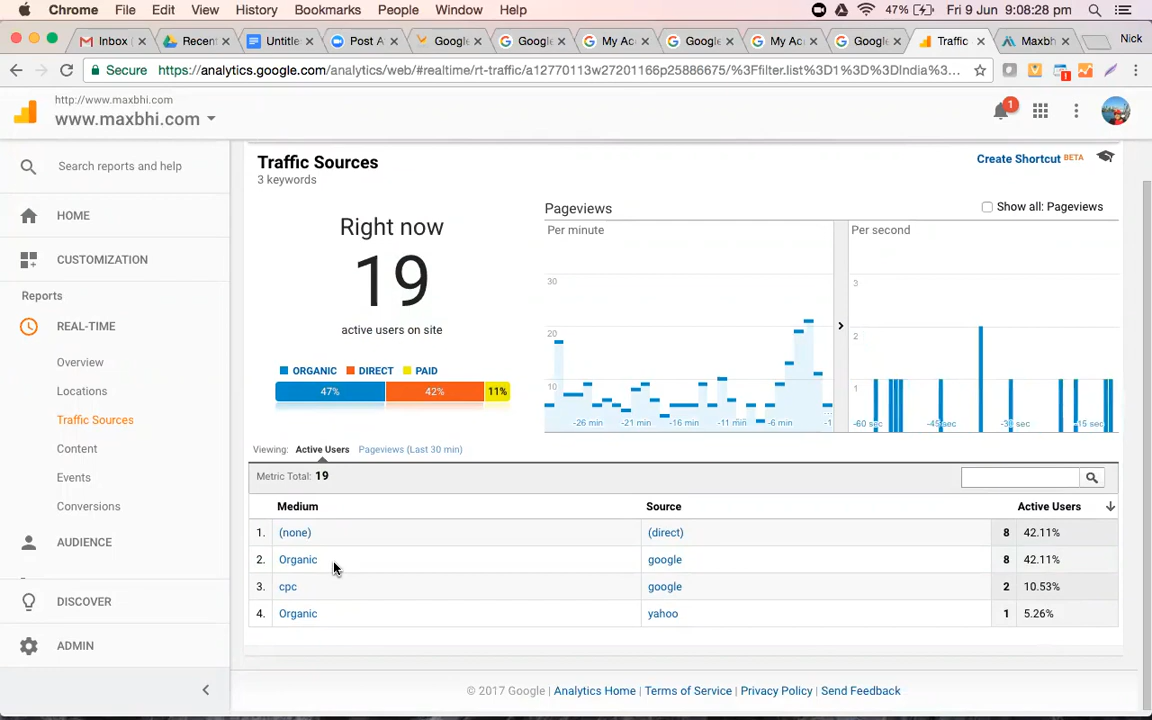 Chrome File Edit View History Bookmarks People Window Help 47% Fri 9 Jun 9:08:28 pm
Inbox ( Recent Untitle Post A Google Google My Ac Google My Ac Google Traffic Maxbh Nick
Secure https://analytics.google.com/analytics/web/#realtime/rt-traffic/a12770113w27201166p25886675/%3Ffilter.list%3D1%3D%3DIndia%3...
http://www.maxbhi.com
www.maxbhi.com
1
Search reports and help
HOME
CUSTOMIZATION
Reports
REAL-TIME
Overview
Locations
Traffic Sources
Content
Events
Conversions
AUDIENCE
DISCOVER
ADMIN
Traffic Sources
3 keywords
Create Shortcut BETA
Right now
19
active users on site
ORGANIC DIRECT PAID
47% 42% 11%
Pageviews
Show all: Pageviews
Per minute
30
20
10
-26 min -21 min -16 min -11 min -6 min -1
Per second
3
2
1
-60 sec -45 sec -30 sec -15 sec
Viewing: Active Users Pageviews (Last 30 min)
Metric Total: 19
Medium Source Active Users
1. (none) (direct) 8 42.11%
2. Organic google 8 42.11%
3. cpc google 2 10.53%
4. Organic yahoo 1 5.26%
© 2017 Google | Analytics Home | Terms of Service | Privacy Policy | Send Feedback